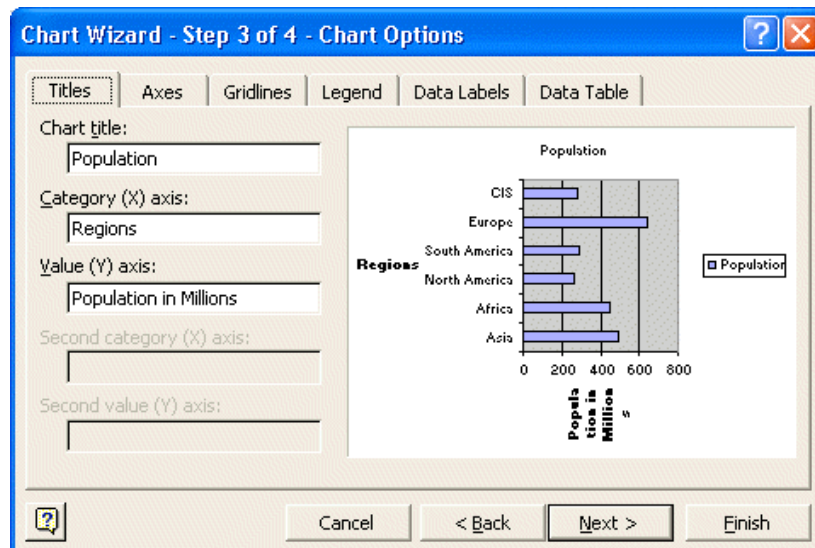 Chart Wizard - Step 3 of 4 - Chart Options
?
Titles
Axes
Gridlines
Legend
Data Labels
Data Table
Chart title:
Population
Category (X) axis:
Regions
Value (Y) axis:
Population in Millions
Second category (X) axis:
Second value (Y) axis:
Population
CIS
Europe
South America
North America
Africa
Asia
Regions
0 200 400 600 800
Popula
tion in
Million
s
Population
?
Cancel
< Back
Next >
Finish